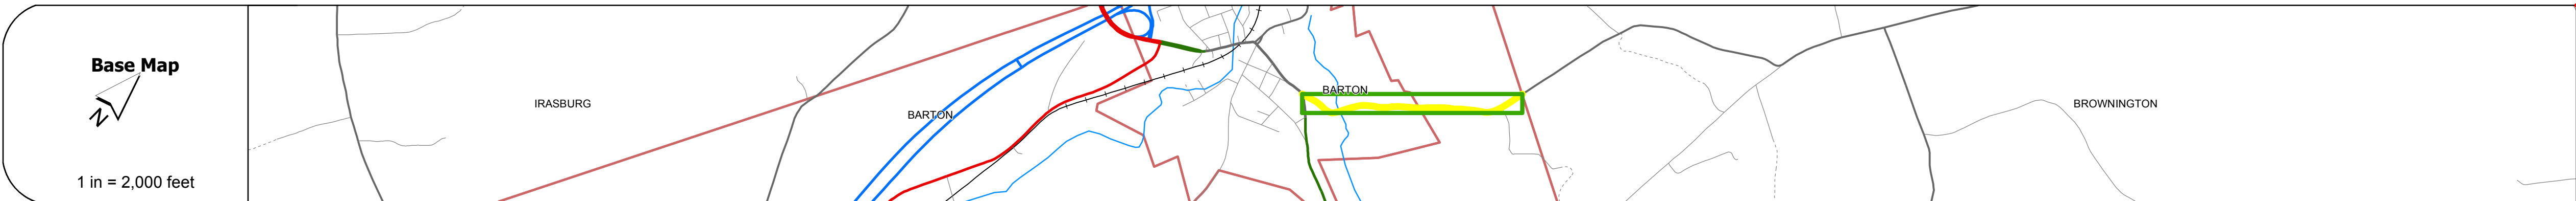 Base Map
N
1 in = 2,000 feet
IRASBURG
BARTON
BARTON
BROWNINGTON